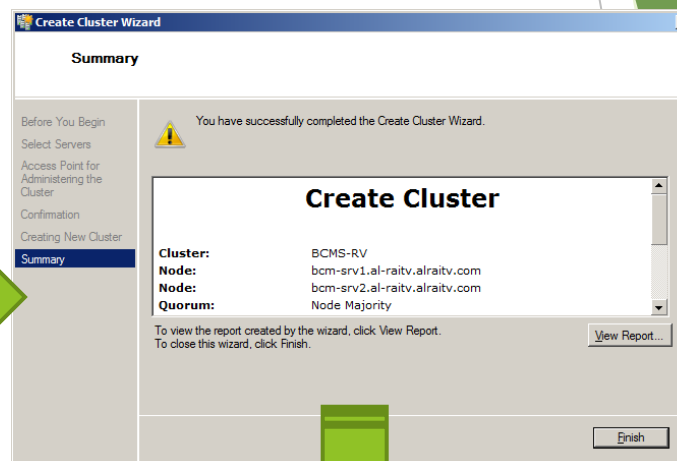 Create Cluster Wizard
Summary
Before You Begin
Select Servers
Access Point for
Administering the
Cluster
Confirmation
Creating New Cluster
Summary
You have successfully completed the Create Cluster Wizard.
Create Cluster
Cluster: BCMS-RV
Node: bcm-srv1.al-raitv.alraitv.com
Node: bcm-srv2.al-raitv.alraitv.com
Quorum: Node Majority
To view the report created by the wizard, click View Report.
To close this wizard, click Finish.
View Report...
Finish